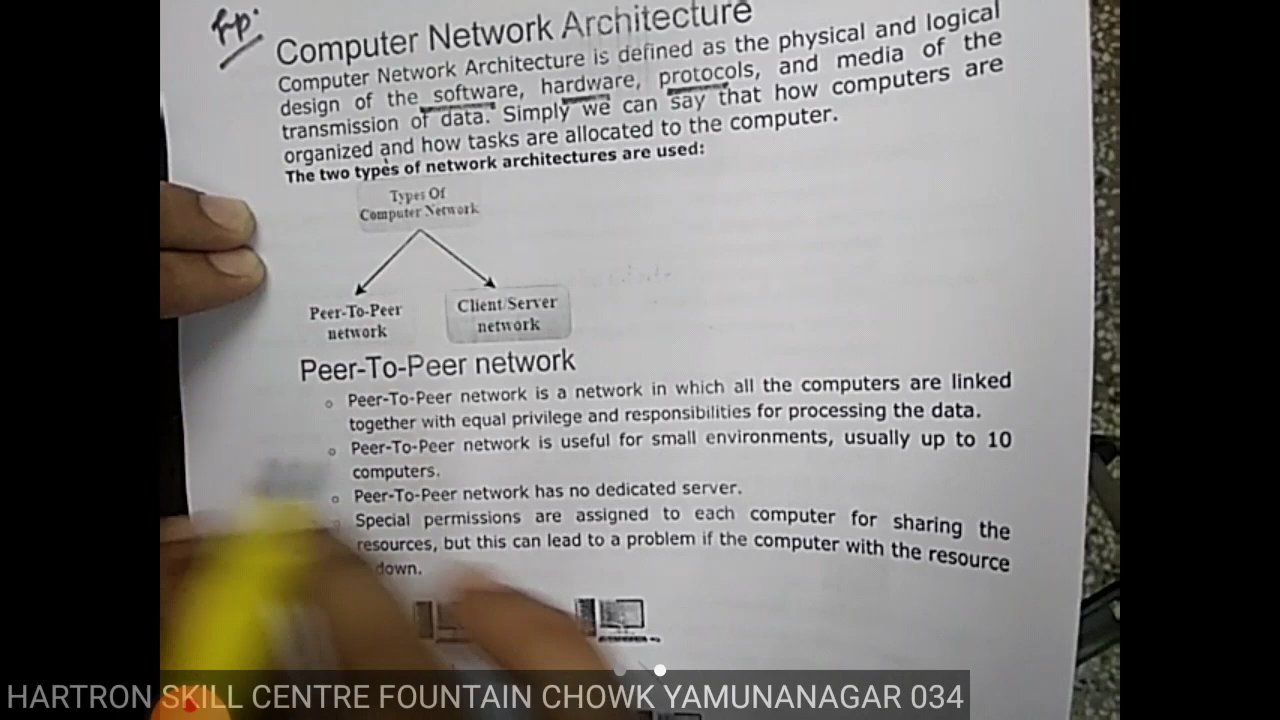 Imp.
Computer Network Architecture
Computer Network Architecture is defined as the physical and logical
design of the software, hardware, protocols, and media of the
transmission of data. Simply we can say that how computers are
organized and how tasks are allocated to the computer.
The two types of network architectures are used:
Types Of
Computer Network
Peer-To-Peer
network
Client/Server
network
Peer-To-Peer network
Peer-To-Peer network is a network in which all the computers are linked
together with equal privilege and responsibilities for processing the data.
Peer-To-Peer network is useful for small environments, usually up to 10
computers.
Peer-To-Peer network has no dedicated server.
Special permissions are assigned to each computer for sharing the
resources, but this can lead to a problem if the computer with the resource
down.
HARTRON SKILL CENTRE FOUNTAIN CHOWK YAMUNANAGAR 034